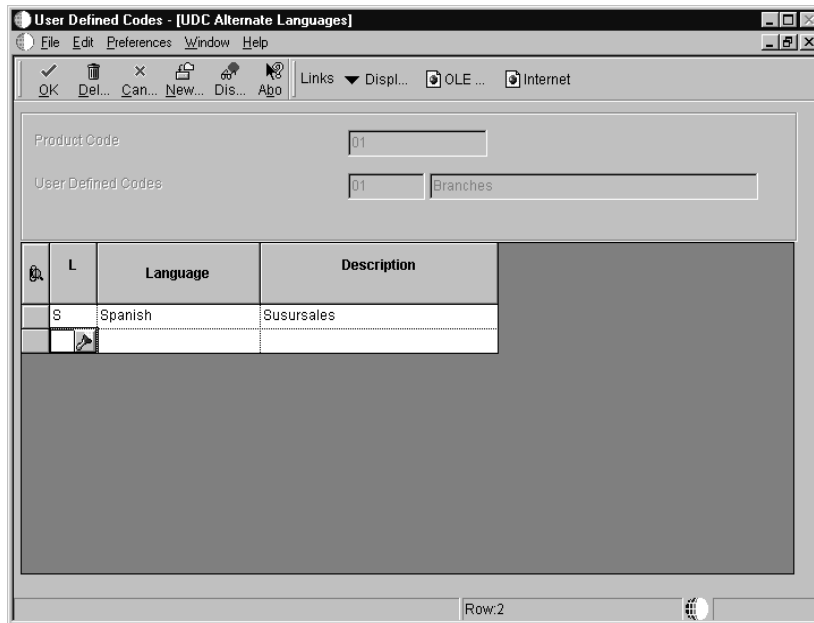 User Defined Codes - [UDC Alternate Languages]
File Edit Preferences Window Help
OK Del... Can... New... Dis... Abo Links Displ... OLE ... Internet
Product Code 01
User Defined Codes 01 Branches
L Language Description
S Spanish Susursales
Row:2